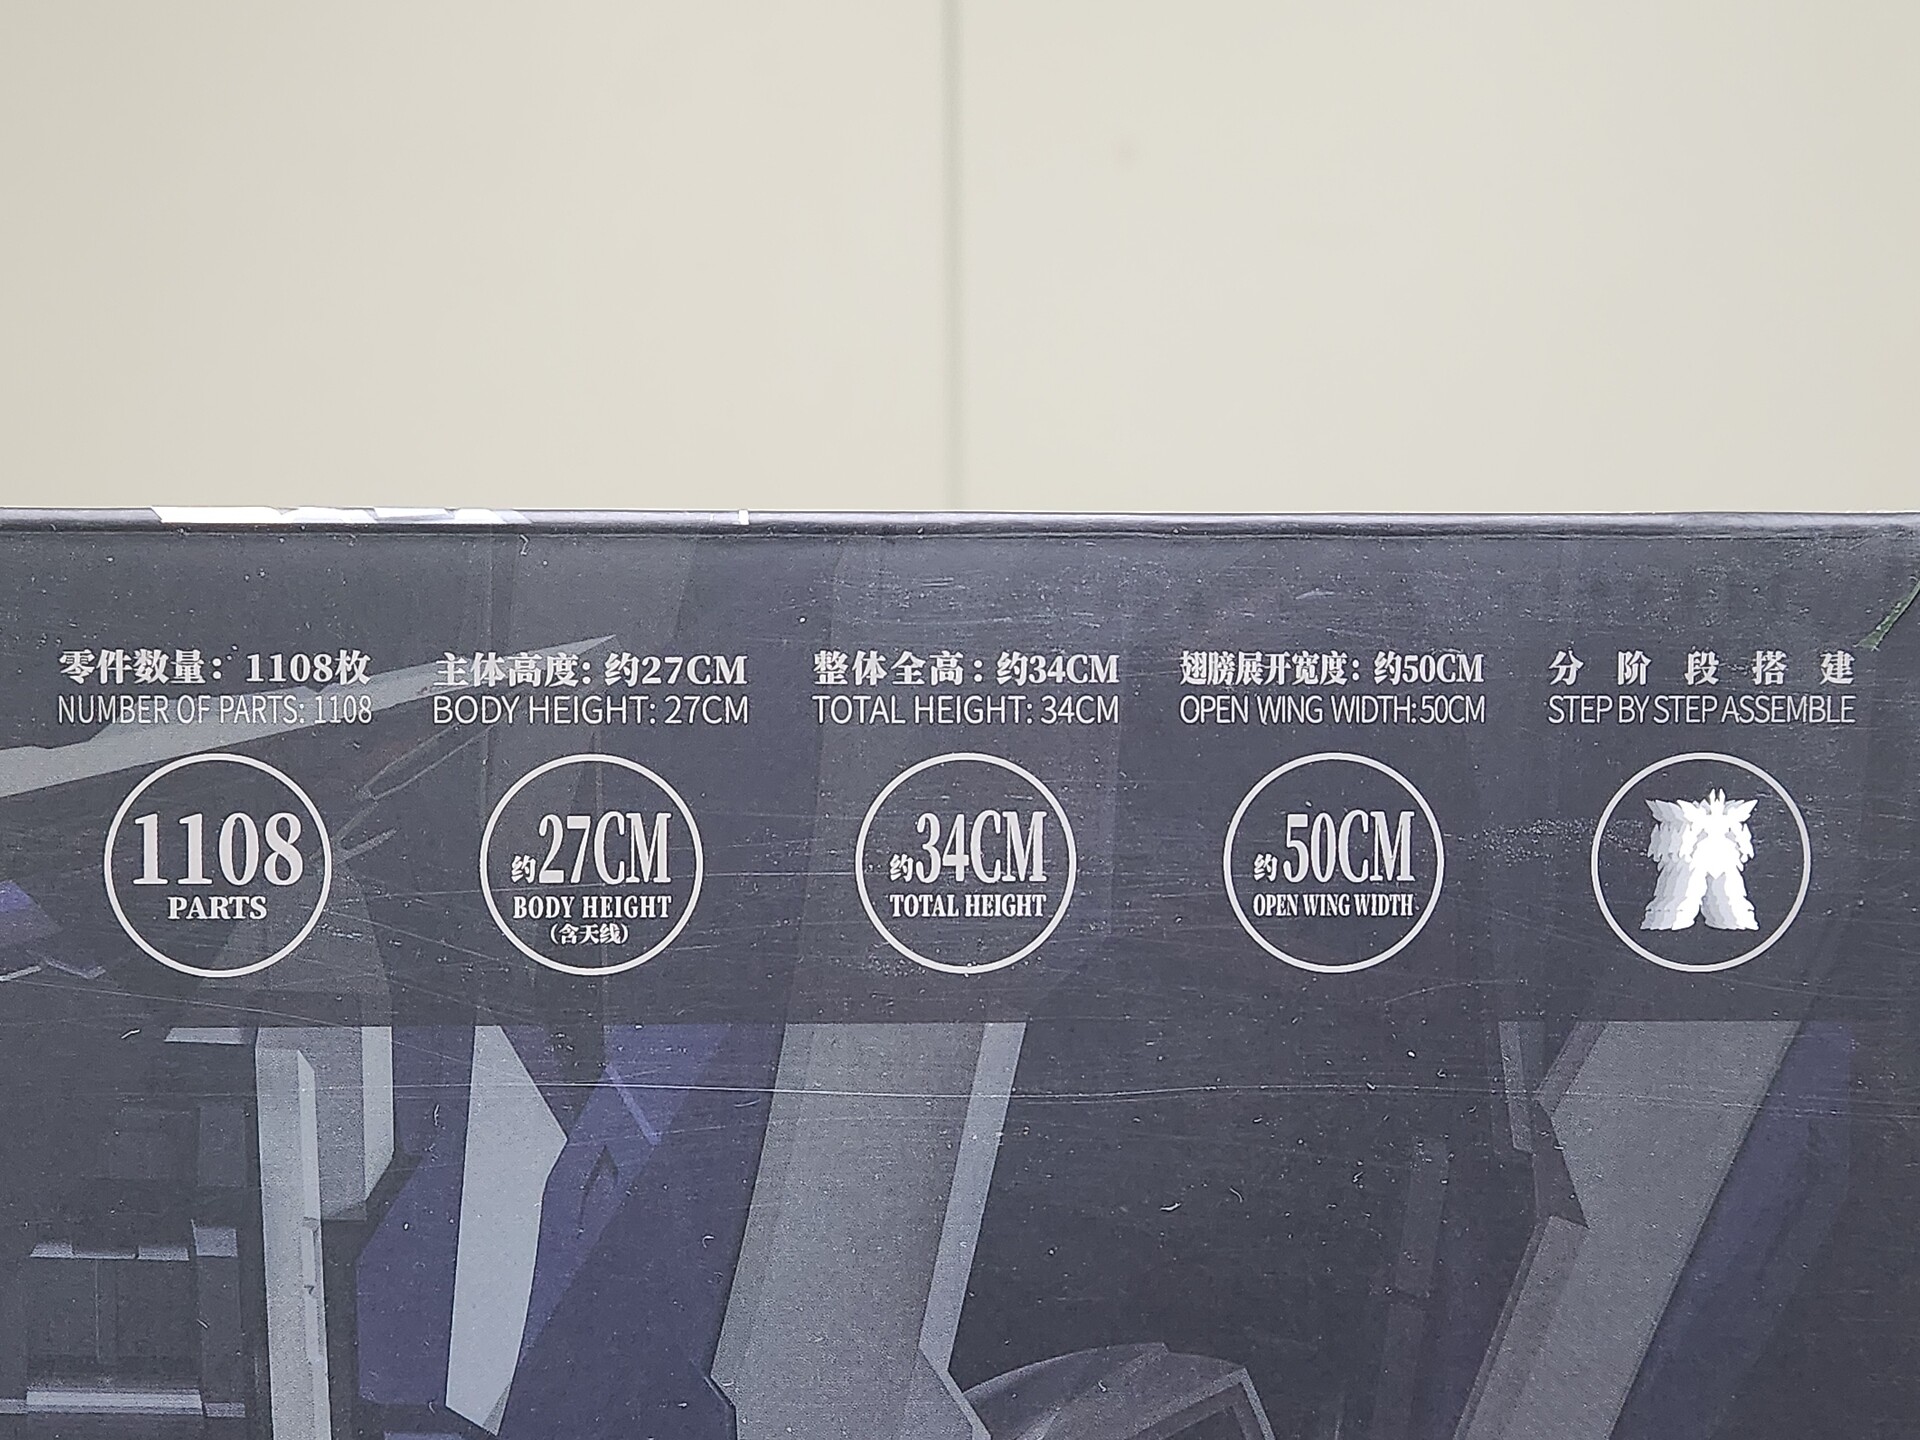 零件数量：1108枚
NUMBER OF PARTS: 1108
1108
PARTS
主体高度：约27CM
BODY HEIGHT: 27CM
约27CM
BODY HEIGHT
（含天线）
整体全高：约34CM
TOTAL HEIGHT: 34CM
约34CM
TOTAL HEIGHT
翅膀展开宽度：约50CM
OPEN WING WIDTH:50CM
约50CM
OPEN WING WIDTH
分阶段搭建
STEP BY STEP ASSEMBLE